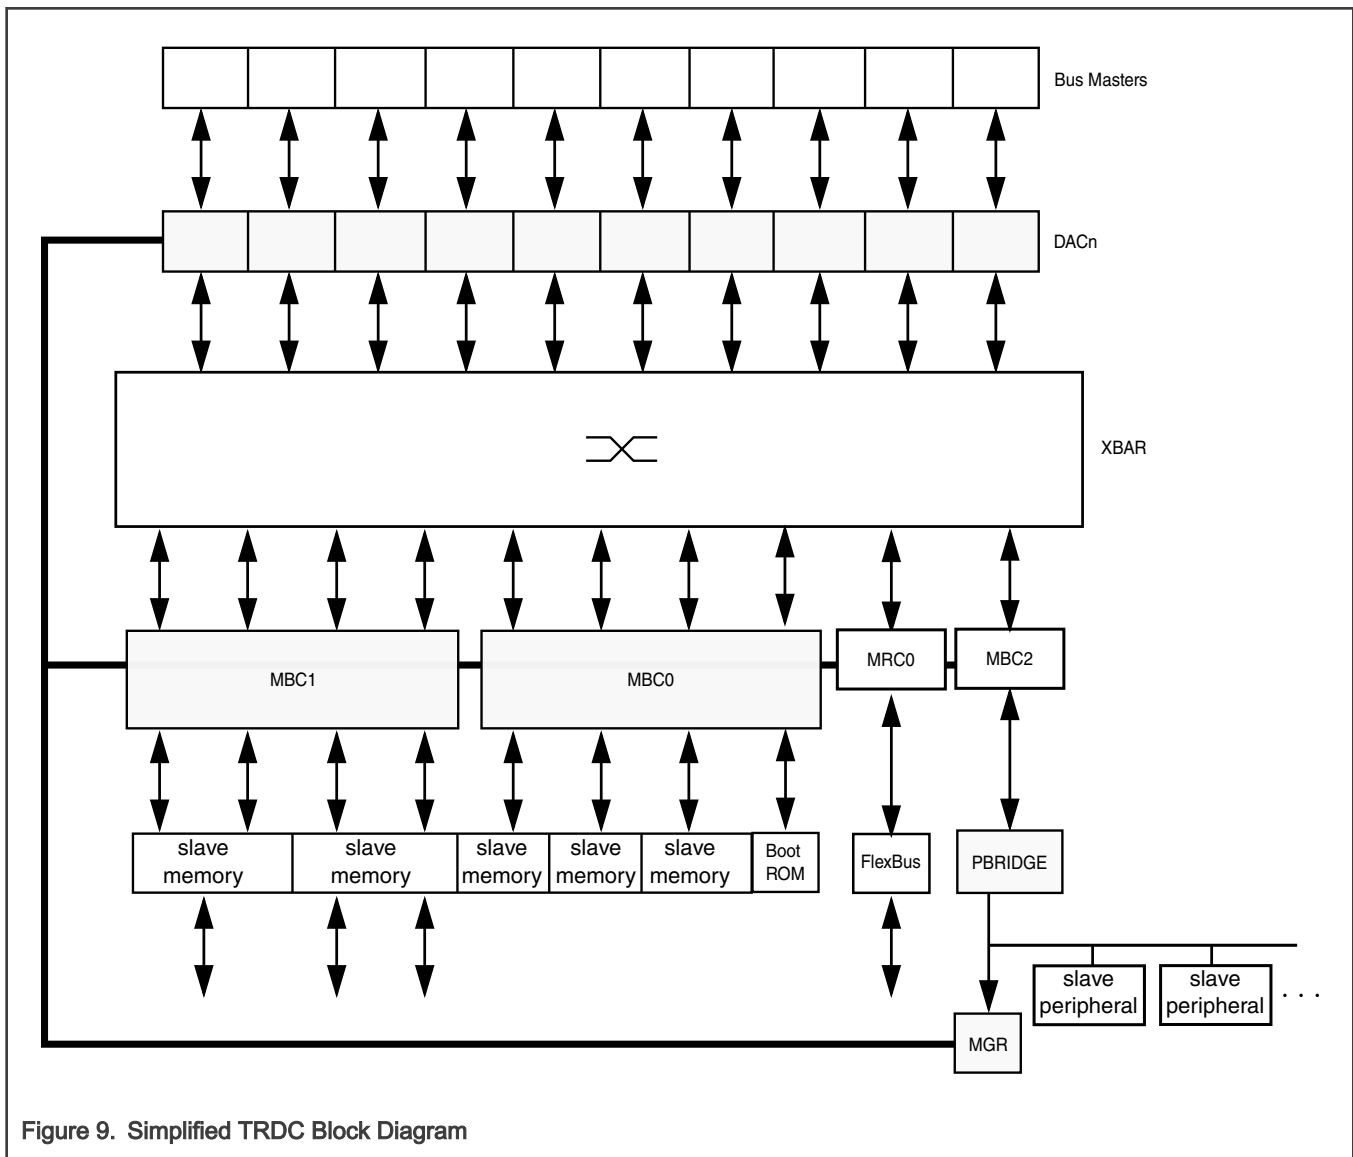 Bus Masters
DACn
XBAR
MBC1
MBC0
MRC0
MBC2
slave
memory
slave
memory
slave
memory
slave
memory
slave
memory
Boot
ROM
FlexBus
PBRIDGE
slave
peripheral
slave
peripheral
. . .
MGR
Figure 9. Simplified TRDC Block Diagram